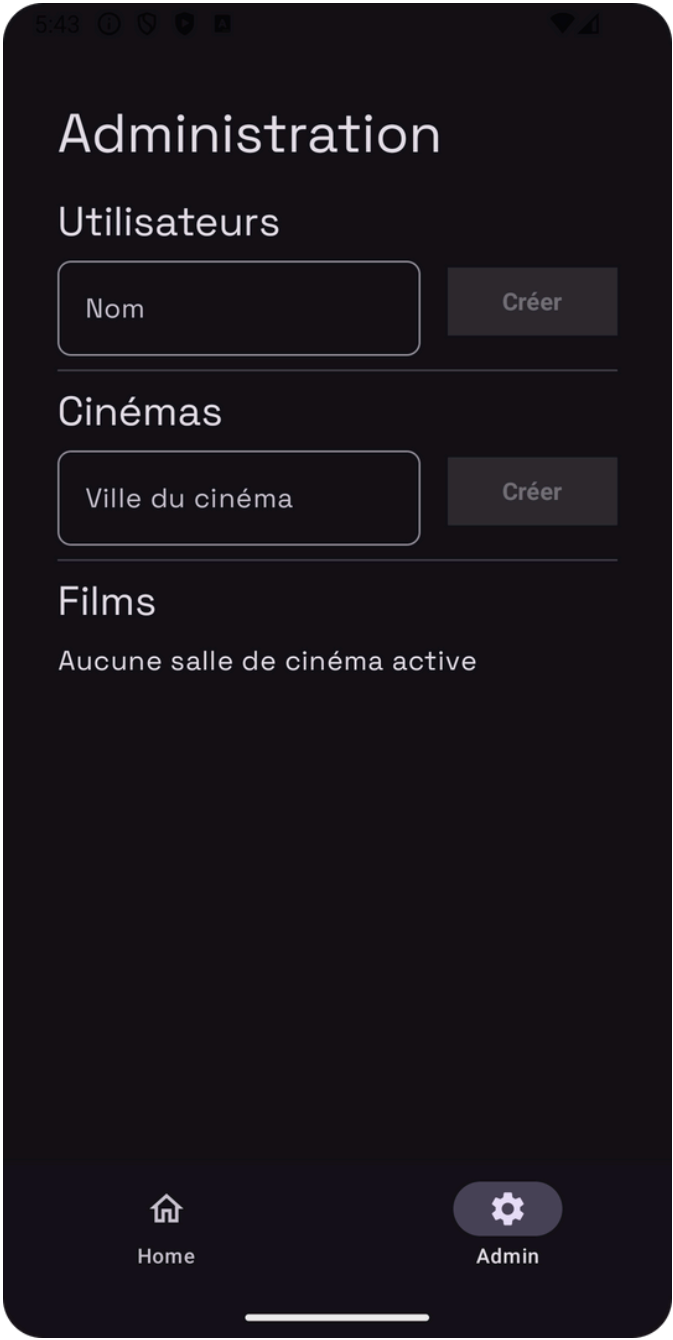 5:43
Administration
Utilisateurs
Nom
Créer
Cinémas
Ville du cinéma
Créer
Films
Aucune salle de cinéma active
Home
Admin